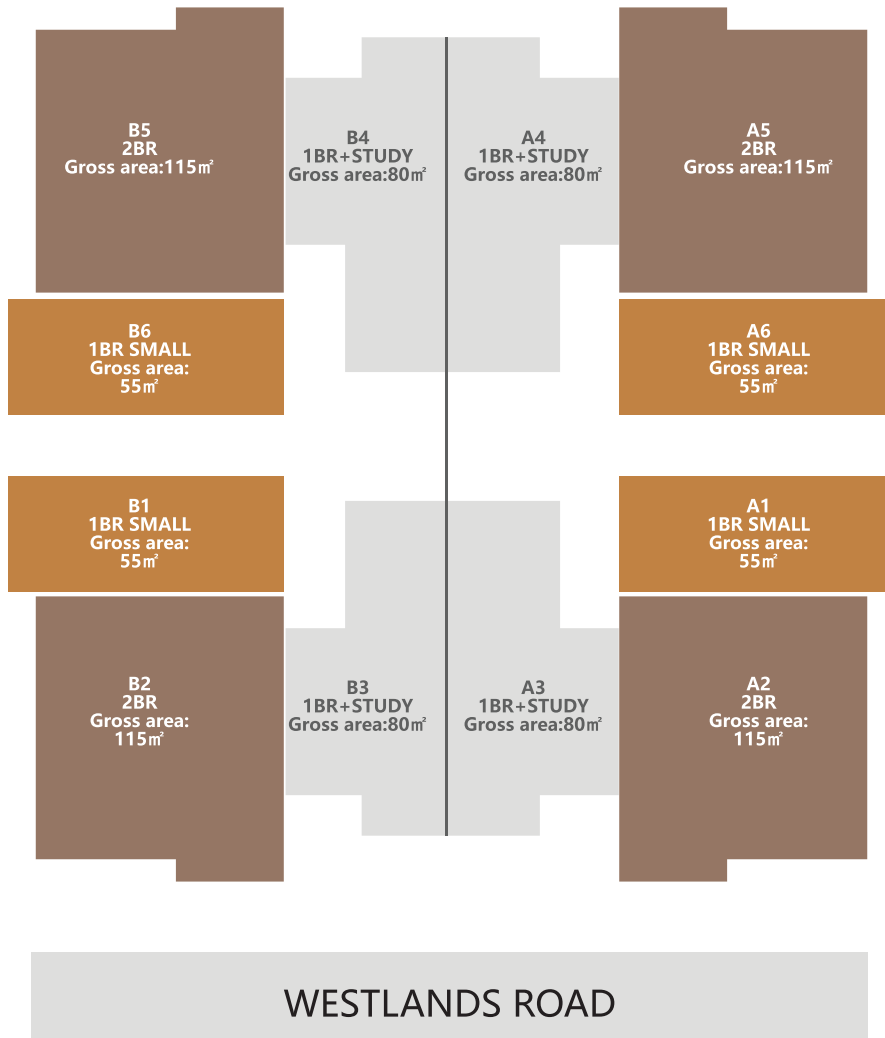 B5
2BR
Gross area:115㎡
B4
1BR+STUDY
Gross area:80㎡
A4
1BR+STUDY
Gross area:80㎡
A5
2BR
Gross area:115㎡
B6
1BR SMALL
Gross area:
55㎡
A6
1BR SMALL
Gross area:
55㎡
B1
1BR SMALL
Gross area:
55㎡
A1
1BR SMALL
Gross area:
55㎡
B2
2BR
Gross area:
115㎡
B3
1BR+STUDY
Gross area:80㎡
A3
1BR+STUDY
Gross area:80㎡
A2
2BR
Gross area:
115㎡
WESTLANDS ROAD